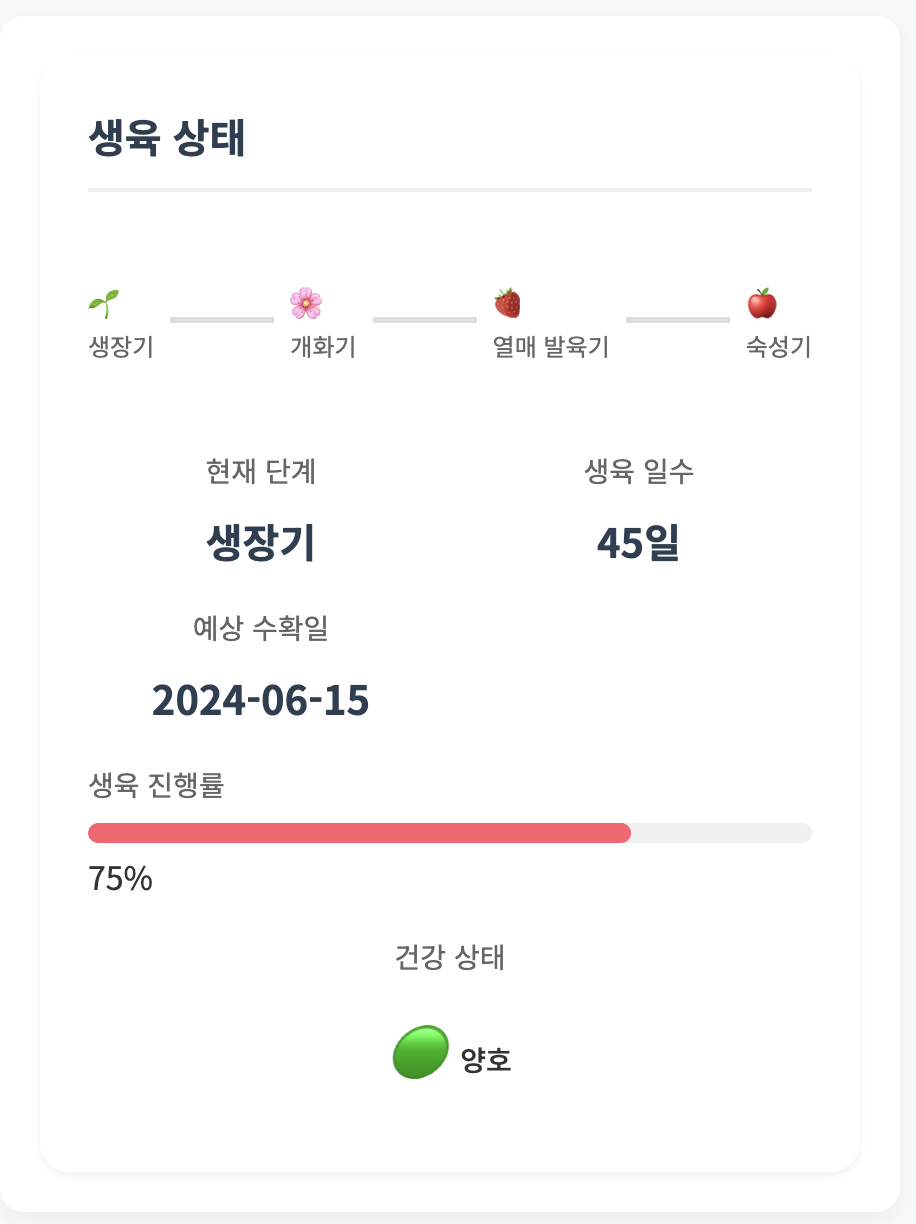 생육 상태
생장기
개화기
열매 발육기
숙성기
현재 단계
생육 일수
생장기
45일
예상 수확일
2024-06-15
생육 진행률
75%
건강 상태
양호